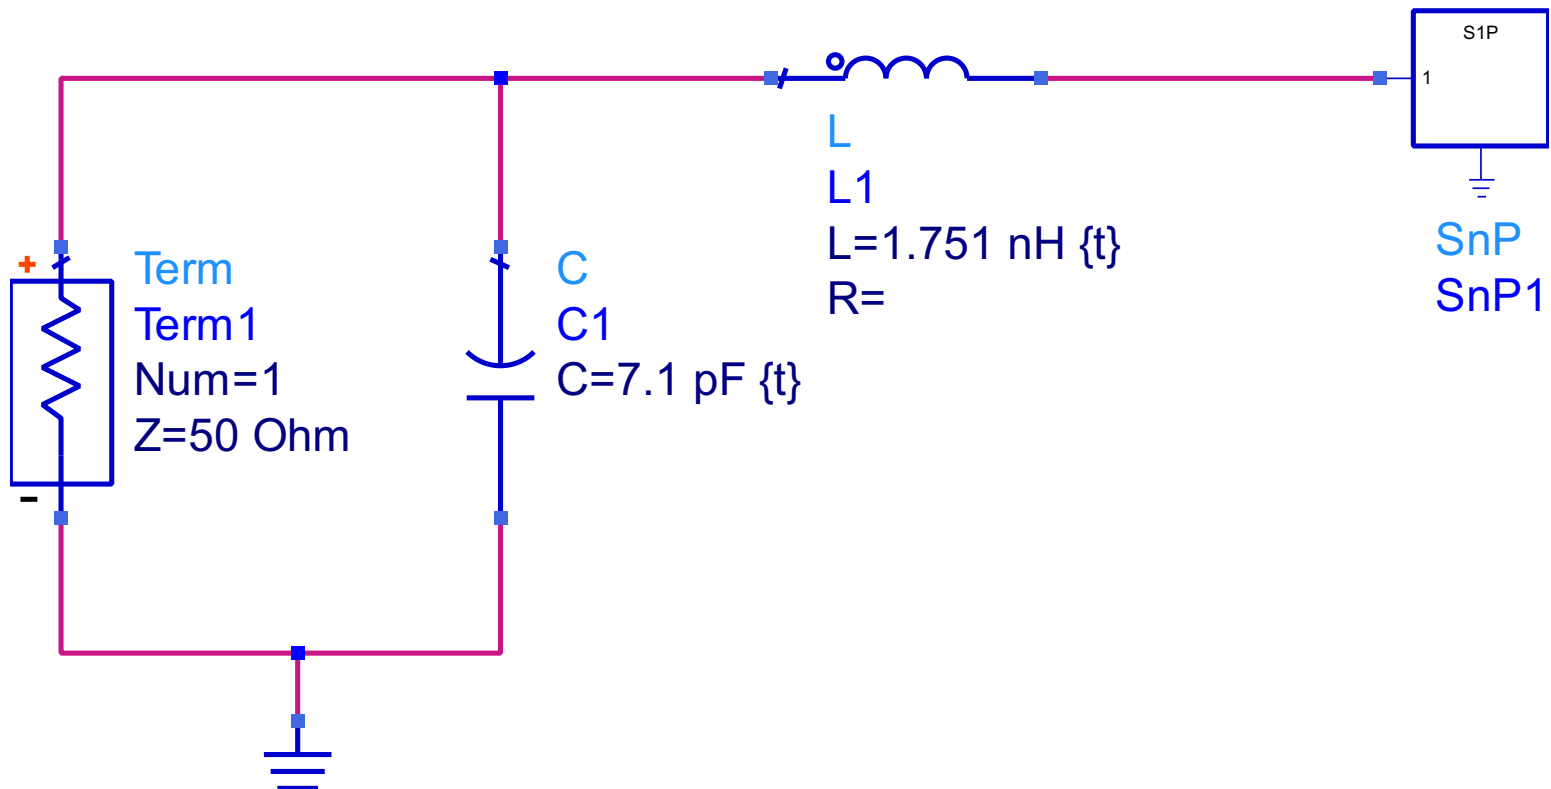 S1P
1
L
L1
L=1.751 nH {t}
R=
SnP
SnP1
+
Term
Term1
Num=1
Z=50 Ohm
-
C
C1
C=7.1 pF {t}